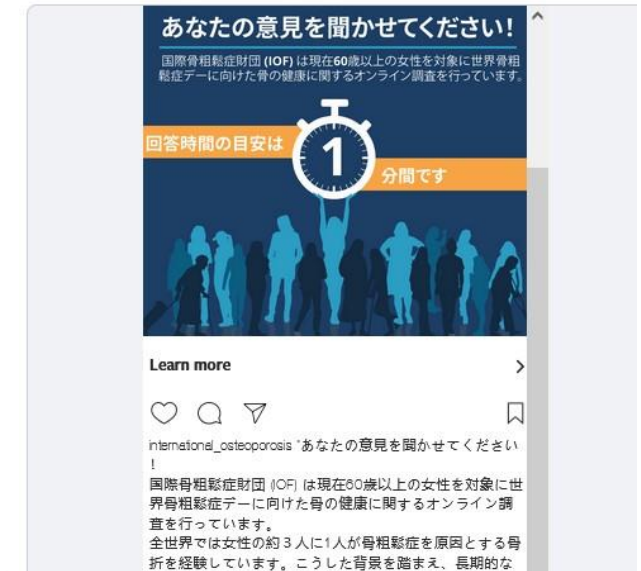 あなたの意見を聞かせてください!
国際骨粗鬆症財団 (IOF) は現在60歳以上の女性を対象に世界骨粗
鬆症デーに向けた骨の健康に関するオンライン調査を行っています。
回答時間の目安は
1
分間です
Learn more
international_osteoporosis "あなたの意見を聞かせてください
!
国際骨粗鬆症財団 (IOF) は現在60歳以上の女性を対象に世
界骨粗鬆症デーに向けた骨の健康に関するオンライン調
査を行っています。
全世界では女性の約3人に1人が骨粗鬆症を原因とする骨
折を経験しています。こうした背景を踏まえ、長期的な